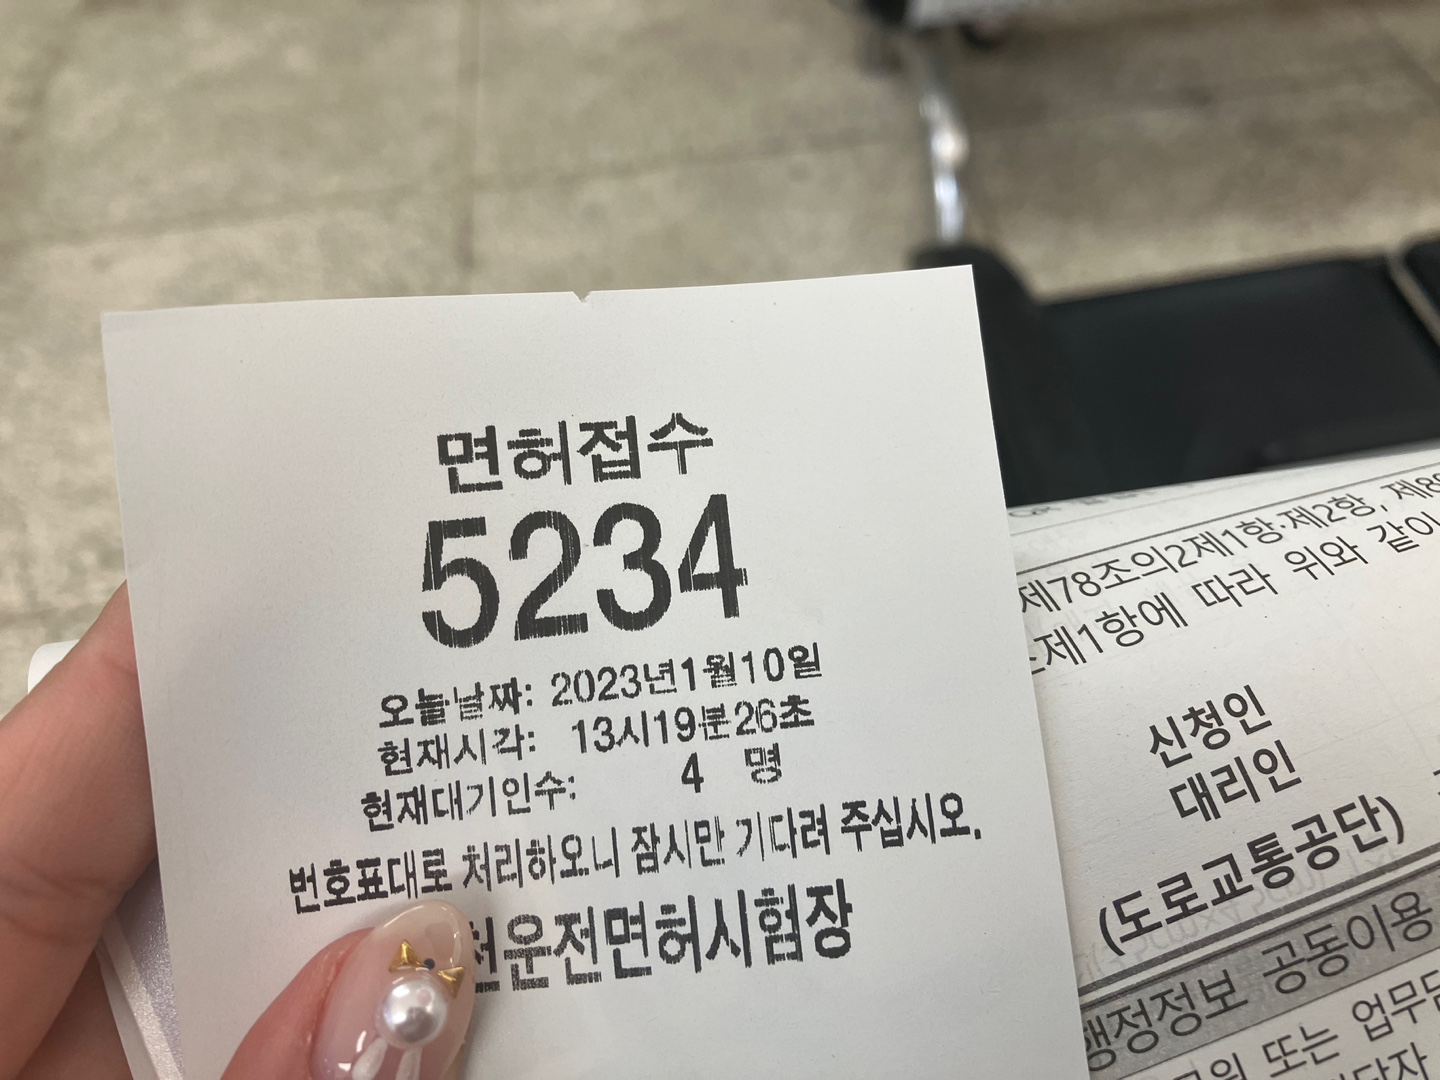 면허접수
5234
오늘날짜: 2023년1월10일
현재시각: 13시19분26초
현재대기인수: 4 명
번호표대로 처리하오니 잠시만 기다려 주십시오.
천운전면허시험장
제78조의2제1항·제2항,
제1항에 따라 위와 같이
신청인
대리인
(도로교통공단)
행정정보 공동이용
또는